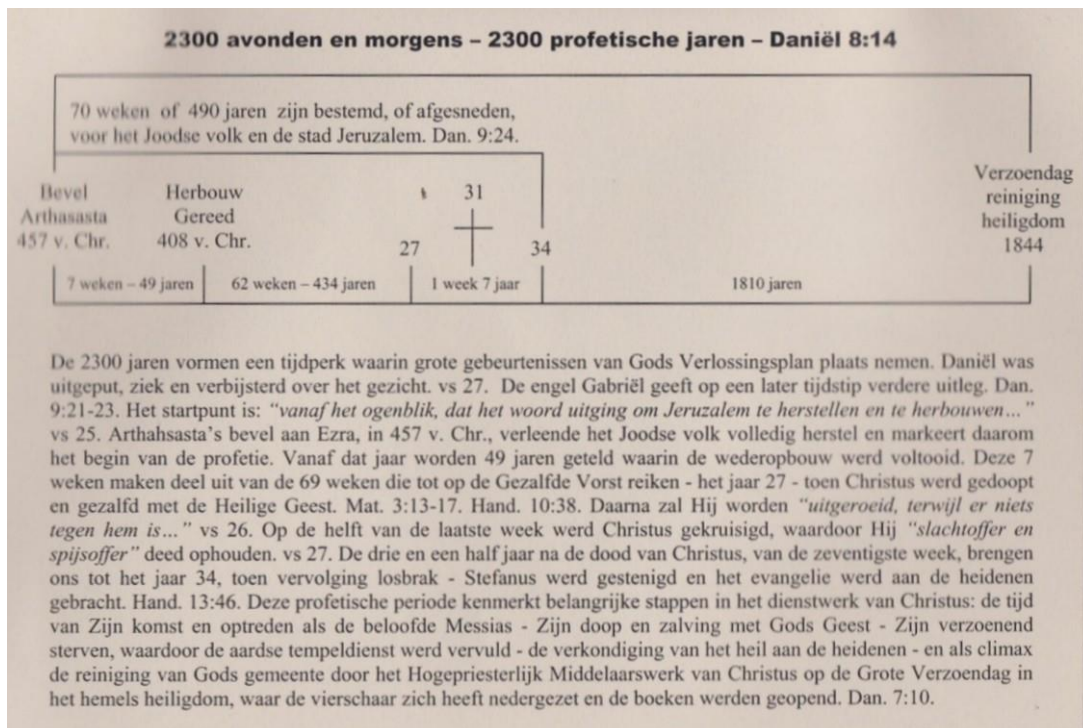 2300 avonden en morgens – 2300 profetische jaren – Daniël 8:14
70 weken of 490 jaren zijn bestemd, of afgesneden,
voor het Joodse volk en de stad Jeruzalem. Dan. 9:24.
Bevel
Arthasasta
457 v. Chr.
Herbouw
Gereed
408 v. Chr.
27
31
34
Verzoendag
reiniging
heiligdom
1844
7 weken – 49 jaren
62 weken – 434 jaren
1 week 7 jaar
1810 jaren
De 2300 jaren vormen een tijdperk waarin grote gebeurtenissen van Gods Verlossingsplan plaats nemen. Daniël was
uitgeput, ziek en verbijsterd over het gezicht. vs 27. De engel Gabriël geeft op een later tijdstip verdere uitleg. Dan.
9:21-23. Het startpunt is: "vanaf het ogenblik, dat het woord uitging om Jeruzalem te herstellen en te herbouwen..."
vs 25. Arthahsasta's bevel aan Ezra, in 457 v. Chr., verleende het Joodse volk volledig herstel en markeert daarom
het begin van de profetie. Vanaf dat jaar worden 49 jaren geteld waarin de wederopbouw werd voltooid. Deze 7
weken maken deel uit van de 69 weken die tot op de Gezalfde Vorst reiken - het jaar 27 - toen Christus werd gedoopt
en gezalfd met de Heilige Geest. Mat. 3:13-17. Hand. 10:38. Daarna zal Hij worden "uitgeroeid, terwijl er niets
tegen hem is..." vs 26. Op de helft van de laatste week werd Christus gekruisigd, waardoor Hij "slachtoffer en
spijsoffer" deed ophouden. vs 27. De drie en een half jaar na de dood van Christus, van de zeventigste week, brengen
ons tot het jaar 34, toen vervolging losbrak - Stefanus werd gestenigd en het evangelie werd aan de heidenen
gebracht. Hand. 13:46. Deze profetische periode kenmerkt belangrijke stappen in het dienstwerk van Christus: de tijd
van Zijn komst en optreden als de beloofde Messias - Zijn doop en zalving met Gods Geest - Zijn verzoenend
sterven, waardoor de aardse tempeldienst werd vervuld - de verkondiging van het heil aan de heidenen - en als climax
de reiniging van Gods gemeente door het Hogepriesterlijk Middelaarswerk van Christus op de Grote Verzoendag in
het hemels heiligdom, waar de vierschaar zich heeft nedergezet en de boeken werden geopend. Dan. 7:10.